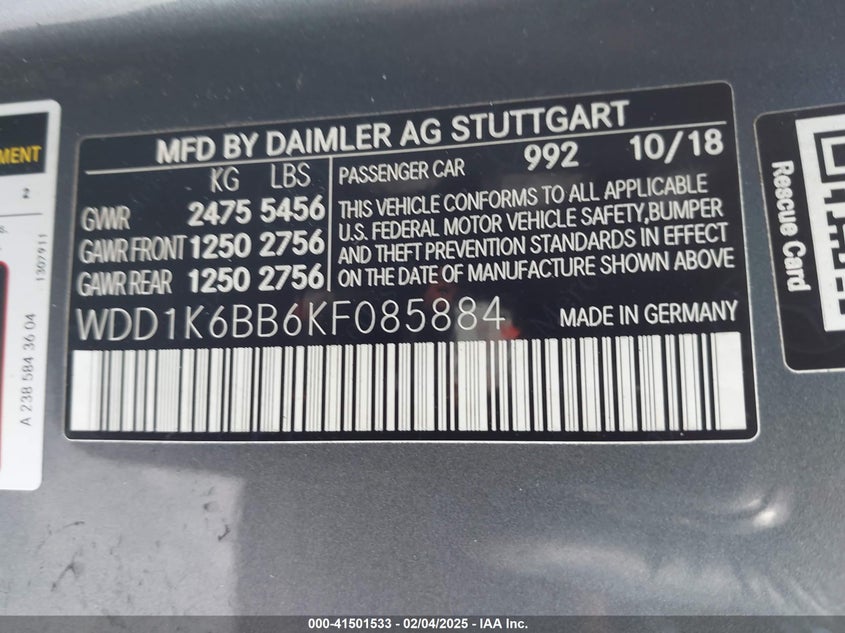 MENT
2
S.
1307911
A 238 584 36 04
MFD BY DAIMLER AG STUTTGART
KG LBS PASSENGER CAR 992 10/18
GVWR 2475 5456
GAWR FRONT 1250 2756
GAWR REAR 1250 2756
THIS VEHICLE CONFORMS TO ALL APPLICABLE
U.S. FEDERAL MOTOR VEHICLE SAFETY,BUMPER
AND THEFT PREVENTION STANDARDS IN EFFECT
ON THE DATE OF MANUFACTURE SHOWN ABOVE
WDD1K6BB6KF085884 MADE IN GERMANY
Rescue Card
000-41501533 - 02/04/2025 - IAA Inc.